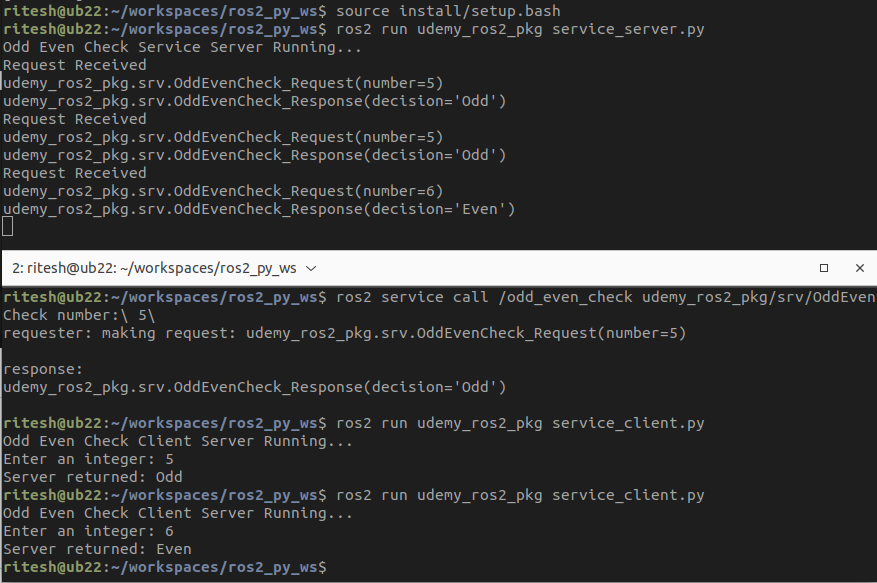 ritesh@ub22:~/workspaces/ros2_py_ws$ source install/setup.bash
ritesh@ub22:~/workspaces/ros2_py_ws$ ros2 run udemy_ros2_pkg service_server.py
Odd Even Check Service Server Running...
Request Received
udemy_ros2_pkg.srv.OddEvenCheck_Request(number=5)
udemy_ros2_pkg.srv.OddEvenCheck_Response(decision='Odd')
Request Received
udemy_ros2_pkg.srv.OddEvenCheck_Request(number=5)
udemy_ros2_pkg.srv.OddEvenCheck_Response(decision='Odd')
Request Received
udemy_ros2_pkg.srv.OddEvenCheck_Request(number=6)
udemy_ros2_pkg.srv.OddEvenCheck_Response(decision='Even')
2: ritesh@ub22: ~/workspaces/ros2_py_ws
ritesh@ub22:~/workspaces/ros2_py_ws$ ros2 service call /odd_even_check udemy_ros2_pkg/srv/OddEven
Check number:\ 5\
requester: making request: udemy_ros2_pkg.srv.OddEvenCheck_Request(number=5)
response:
udemy_ros2_pkg.srv.OddEvenCheck_Response(decision='Odd')
ritesh@ub22:~/workspaces/ros2_py_ws$ ros2 run udemy_ros2_pkg service_client.py
Odd Even Check Client Server Running...
Enter an integer: 5
Server returned: Odd
ritesh@ub22:~/workspaces/ros2_py_ws$ ros2 run udemy_ros2_pkg service_client.py
Odd Even Check Client Server Running...
Enter an integer: 6
Server returned: Even
ritesh@ub22:~/workspaces/ros2_py_ws$